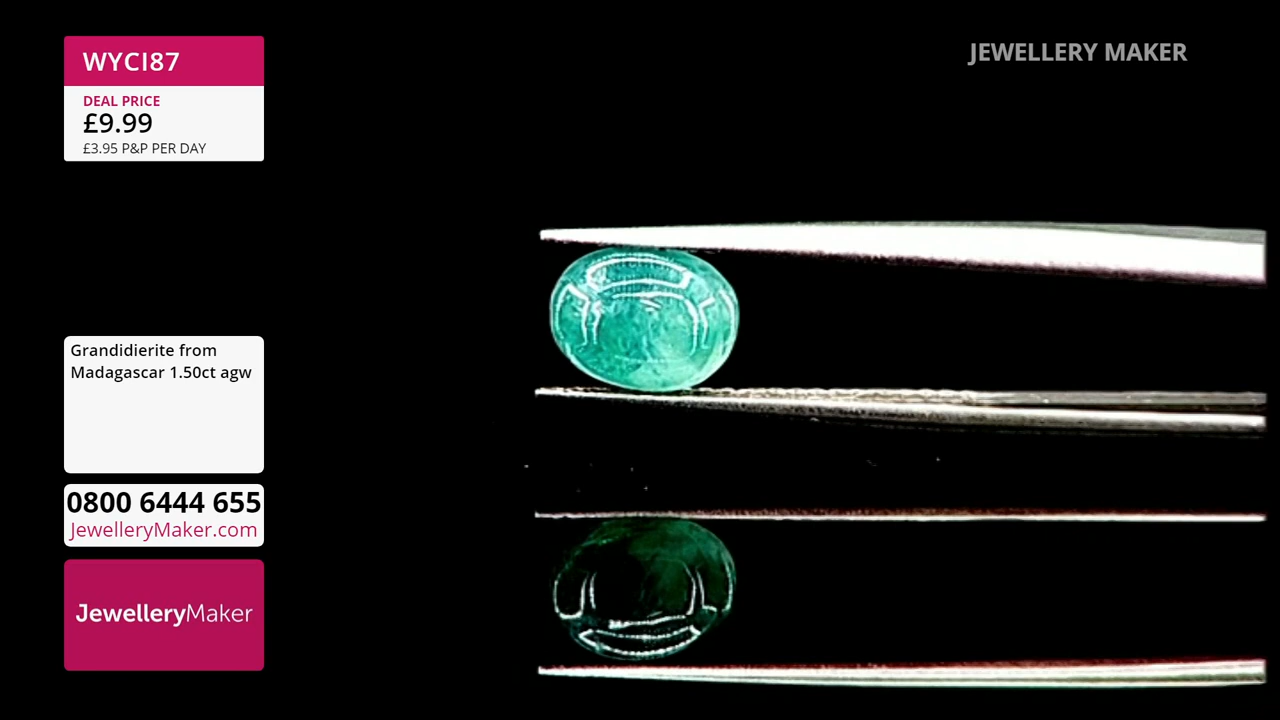 WYCI87
DEAL PRICE
£9.99
£3.95 P&P PER DAY
JEWELLERY MAKER
Grandidierite from
Madagascar 1.50ct agw
0800 6444 655
JewelleryMaker.com
JewelleryMaker